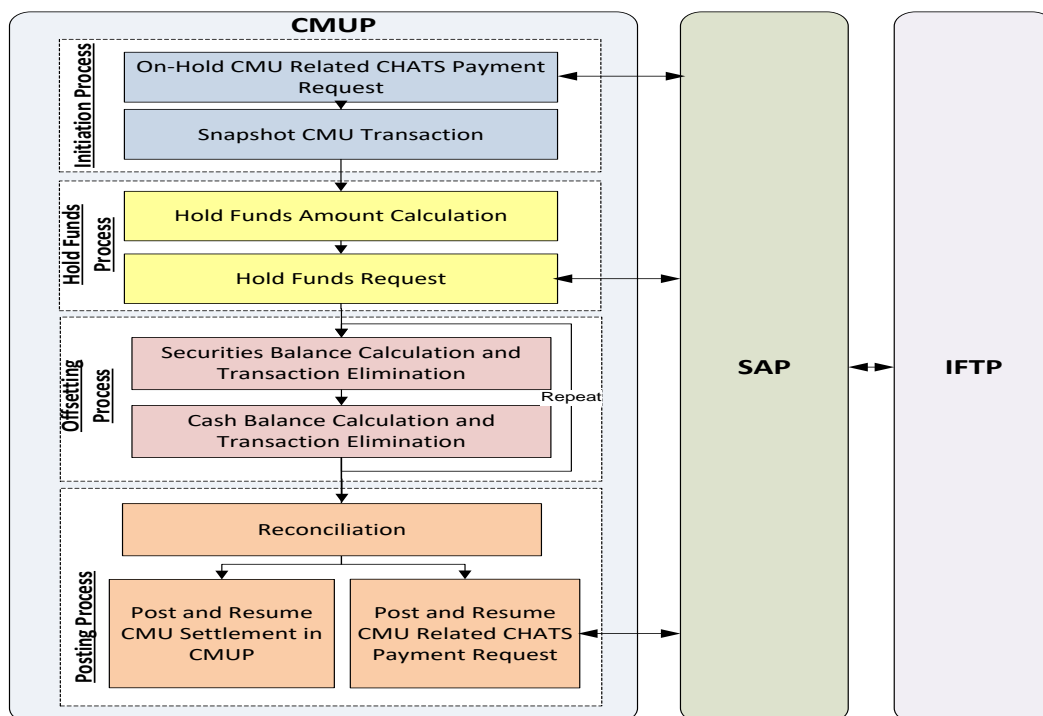 CMUP
Initiation Process
On-Hold CMU Related CHATS Payment
Request
Snapshot CMU Transaction
Hold Funds
Process
Hold Funds Amount Calculation
Hold Funds Request
Offsetting
Process
Securities Balance Calculation and
Transaction Elimination
Repeat
Cash Balance Calculation and
Transaction Elimination
Posting Process
Reconciliation
Post and Resume
CMU Settlement in
CMUP
Post and Resume
CMU Related CHATS
Payment Request
SAP
IFTP